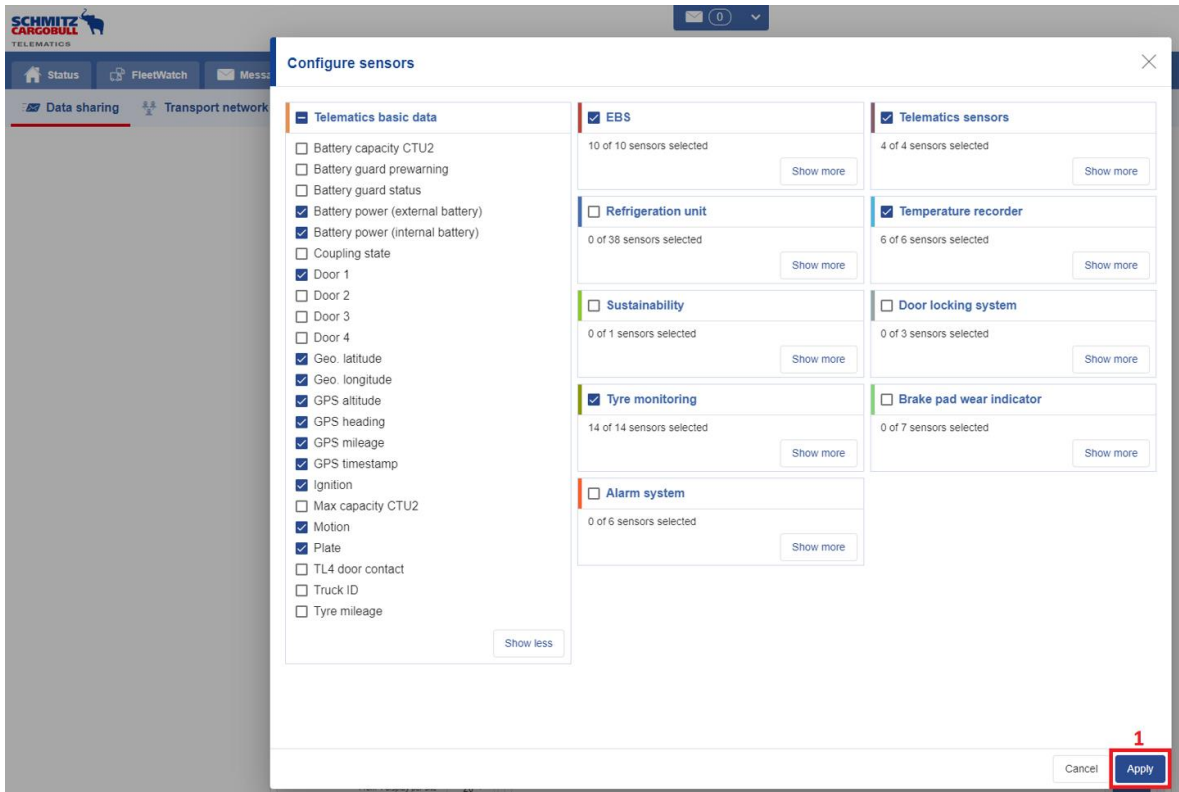 SCHMITZ
CARGOBULL
TELEMATICS
0
Status
FleetWatch
Messa
Data sharing
Transport network
Configure sensors
Telematics basic data
Battery capacity CTU2
Battery guard prewarning
Battery guard status
Battery power (external battery)
Battery power (internal battery)
Coupling state
Door 1
Door 2
Door 3
Door 4
Geo. latitude
Geo. longitude
GPS altitude
GPS heading
GPS mileage
GPS timestamp
Ignition
Max capacity CTU2
Motion
Plate
TL4 door contact
Truck ID
Tyre mileage
Show less
EBS
10 of 10 sensors selected
Show more
Refrigeration unit
0 of 38 sensors selected
Show more
Sustainability
0 of 1 sensors selected
Show more
Tyre monitoring
14 of 14 sensors selected
Show more
Alarm system
0 of 6 sensors selected
Show more
Telematics sensors
4 of 4 sensors selected
Show more
Temperature recorder
6 of 6 sensors selected
Show more
Door locking system
0 of 3 sensors selected
Show more
Brake pad wear indicator
0 of 7 sensors selected
Show more
1
Cancel
Apply